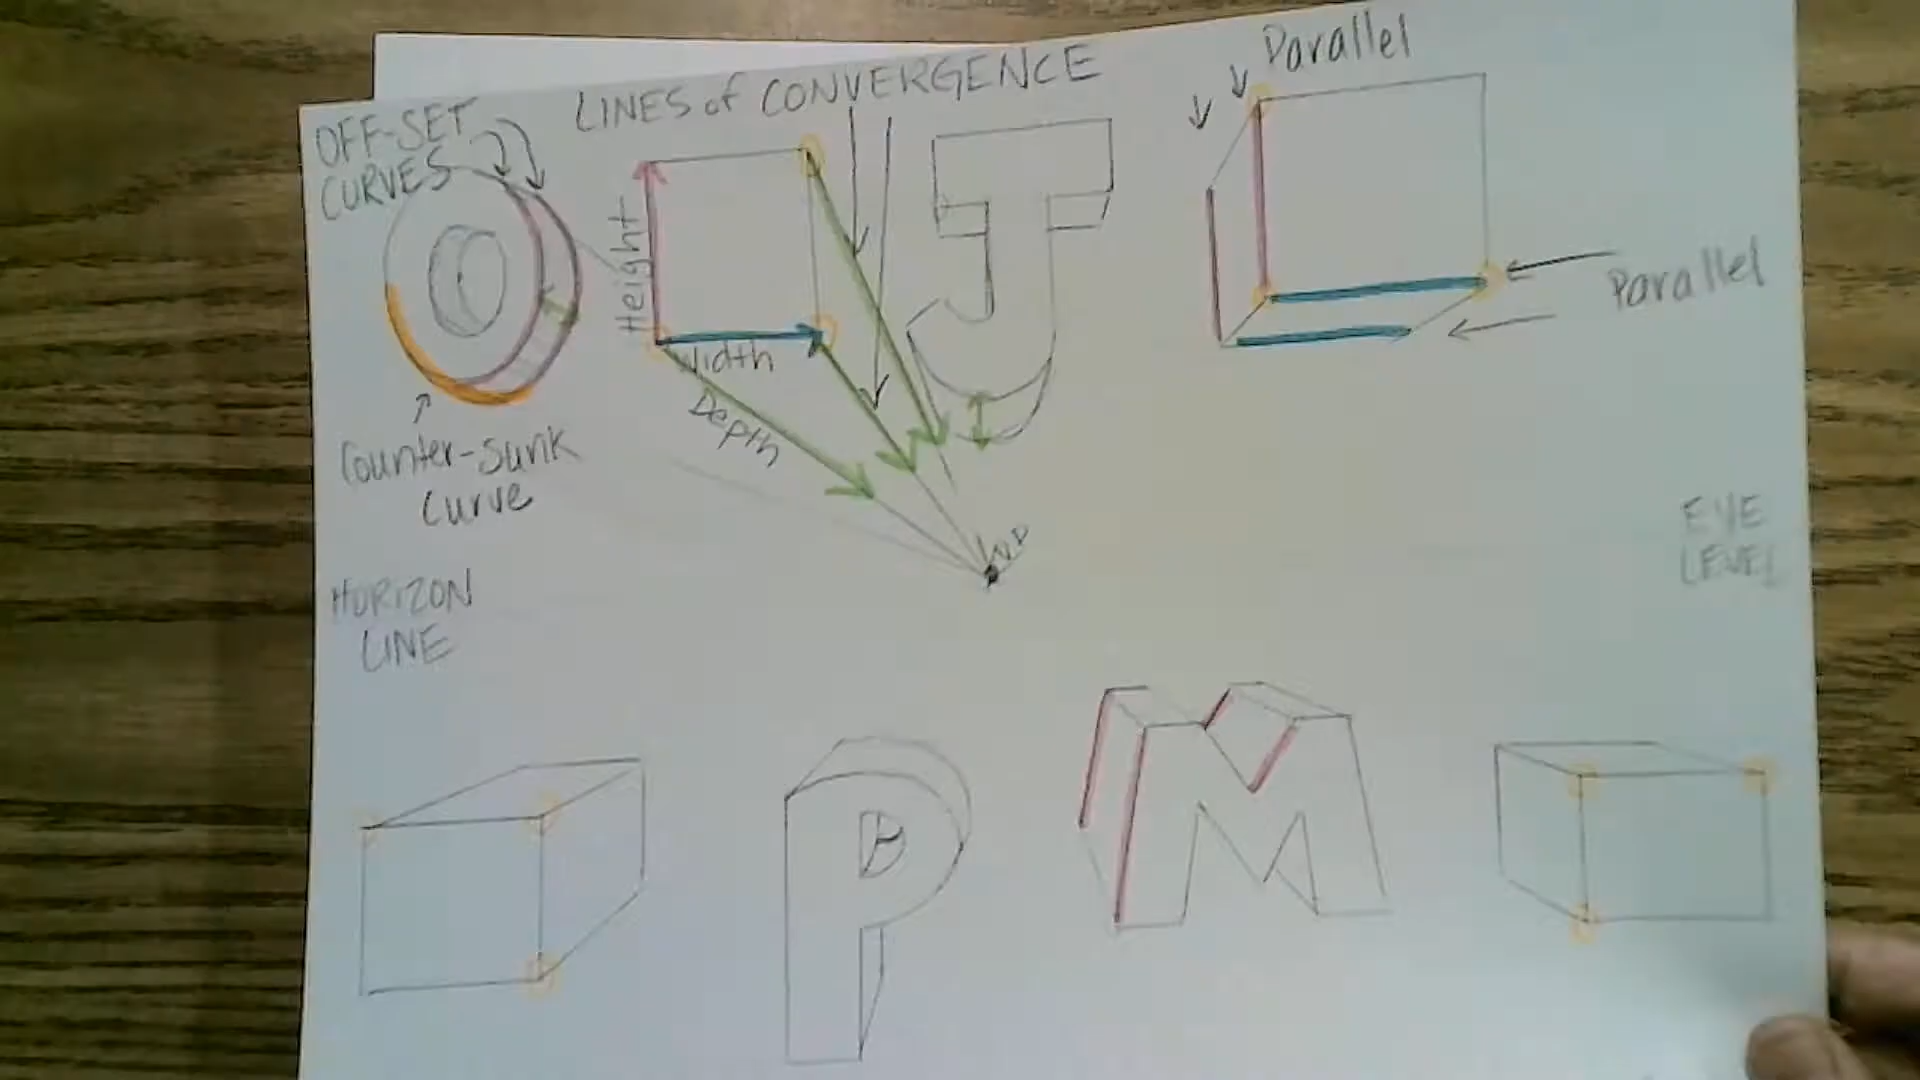 LINES of CONVERGENCE
Parallel
OFF-SET
CURVES
Height
Width
Depth
Parallel
Counter-Sunk
Curve
V.P
EYE
LEVEL
HORIZON
LINE
J
P
M